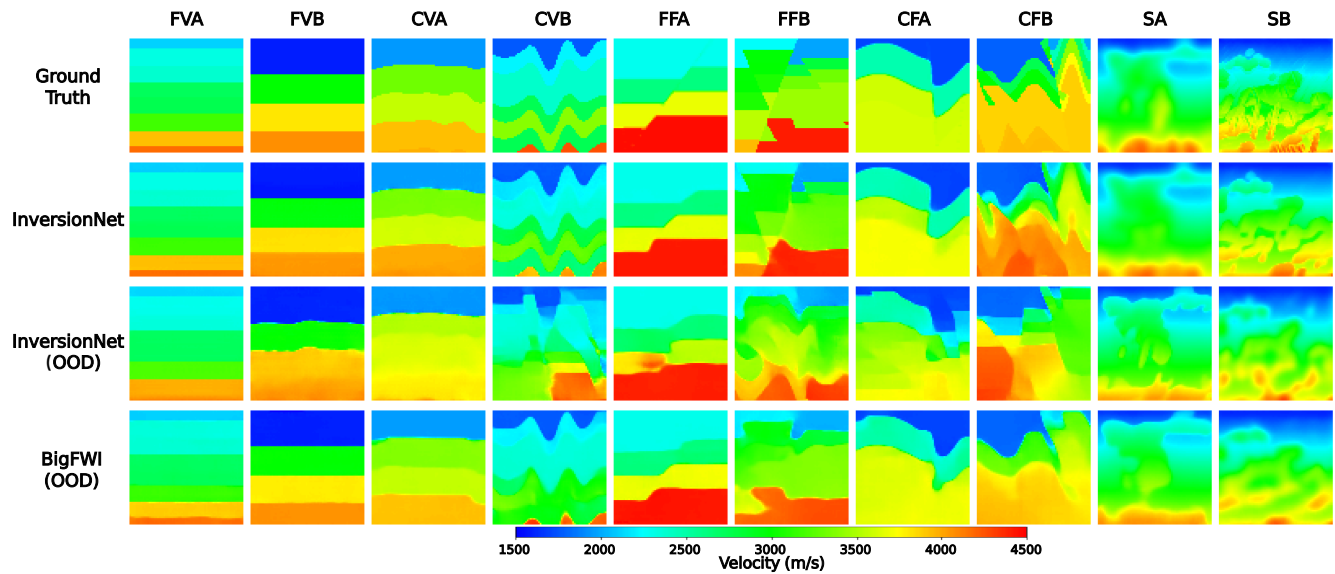 FVA FVB CVA CVB FFA FFB CFA CFB SA SB
Ground
Truth
InversionNet
InversionNet
(OOD)
BigFWI
(OOD)
1500 2000 2500 3000 3500 4000 4500
Velocity (m/s)